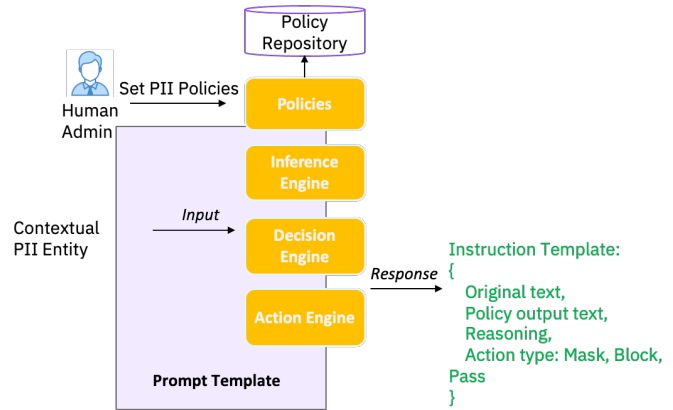 Policy
Repository
Set PII Policies
Human
Admin
Policies
Inference
Engine
Contextual
PII Entity
Input
Decision
Engine
Response
Action Engine
Prompt Template
Instruction Template:
{
Original text,
Policy output text,
Reasoning,
Action type: Mask, Block,
Pass
}